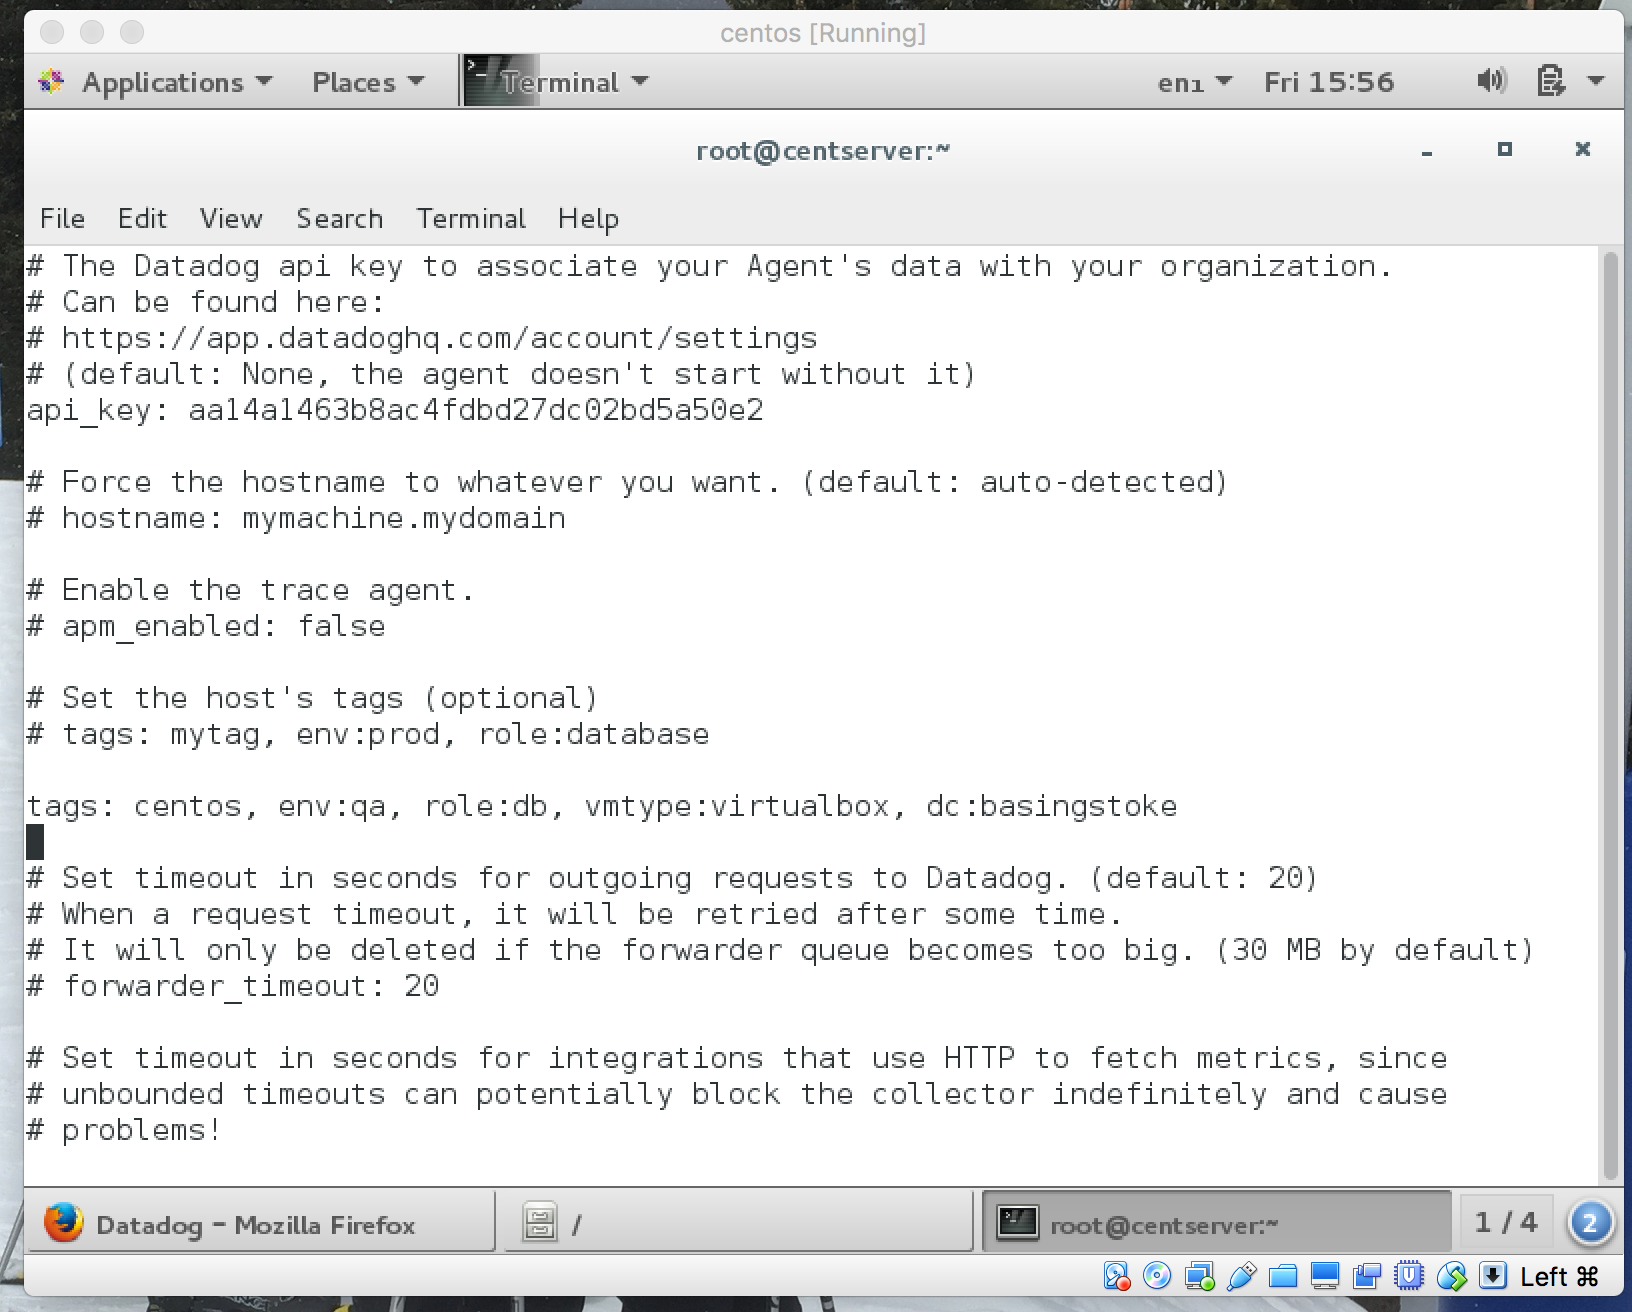 centos [Running]
Applications Places Terminal en1 Fri 15:56
root@centserver:~
File Edit View Search Terminal Help
# The Datadog api key to associate your Agent's data with your organization.
# Can be found here:
# https://app.datadoghq.com/account/settings
# (default: None, the agent doesn't start without it)
api_key: aa14a1463b8ac4fdbd27dc02bd5a50e2
# Force the hostname to whatever you want. (default: auto-detected)
# hostname: mymachine.mydomain
# Enable the trace agent.
# apm_enabled: false
# Set the host's tags (optional)
# tags: mytag, env:prod, role:database
tags: centos, env:qa, role:db, vmtype:virtualbox, dc:basingstoke
# Set timeout in seconds for outgoing requests to Datadog. (default: 20)
# When a request timeout, it will be retried after some time.
# It will only be deleted if the forwarder queue becomes too big. (30 MB by default)
# forwarder_timeout: 20
# Set timeout in seconds for integrations that use HTTP to fetch metrics, since
# unbounded timeouts can potentially block the collector indefinitely and cause
# problems!
Datadog - Mozilla Firefox / root@centserver:~ 1 / 4 2
Left ⌘